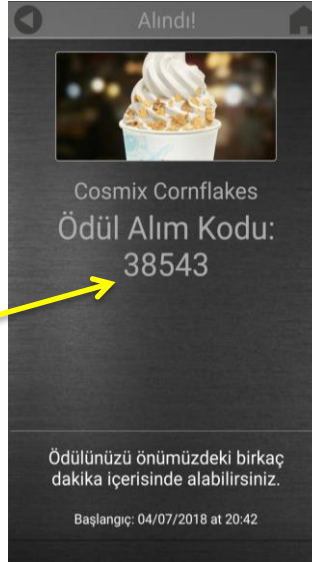 Alındı!
Cosmix Cornflakes
Ödül Alım Kodu:
38543
Ödülünüzü önümüzdeki birkaç
dakika içerisinde alabilirsiniz.
Başlangıç: 04/07/2018 at 20:42